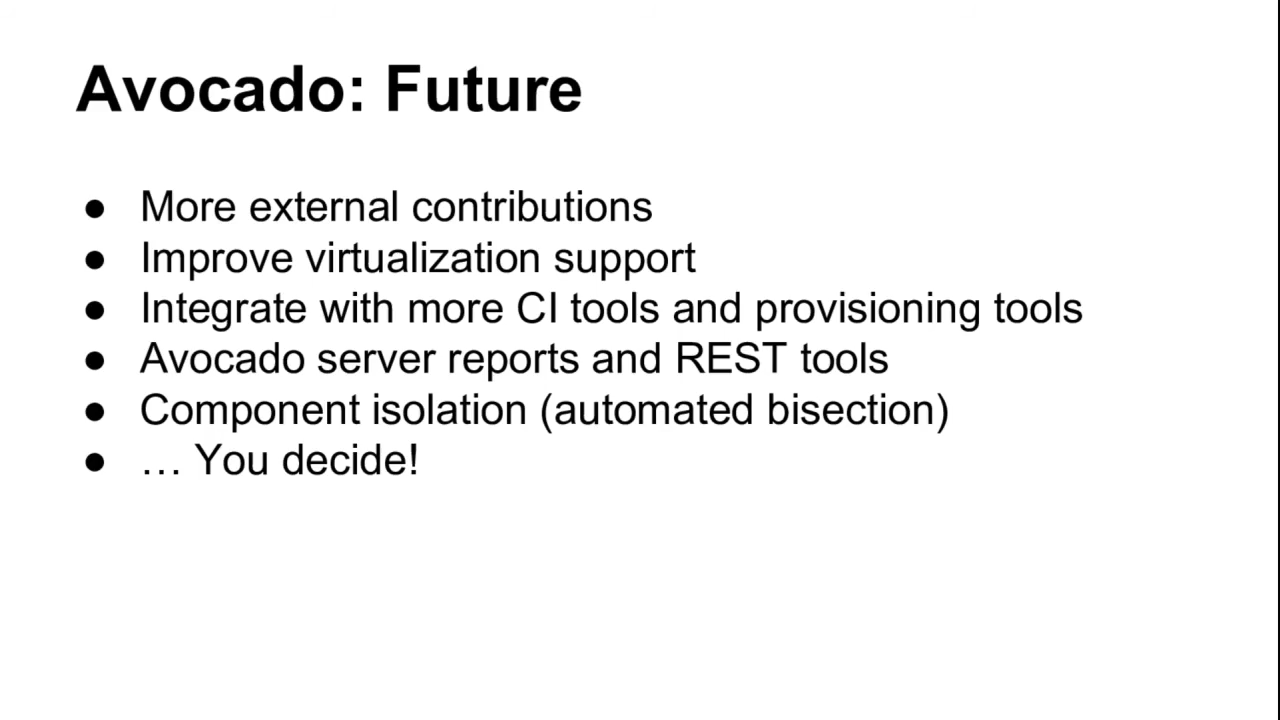 Avocado: Future
● More external contributions
● Improve virtualization support
● Integrate with more CI tools and provisioning tools
● Avocado server reports and REST tools
● Component isolation (automated bisection)
● … You decide!